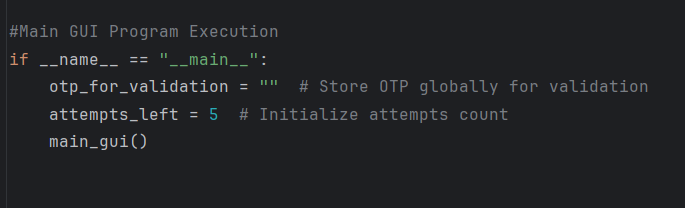 #Main GUI Program Execution
if __name__ == "__main__":
    otp_for_validation = ""  # Store OTP globally for validation
    attempts_left = 5  # Initialize attempts count
    main_gui()